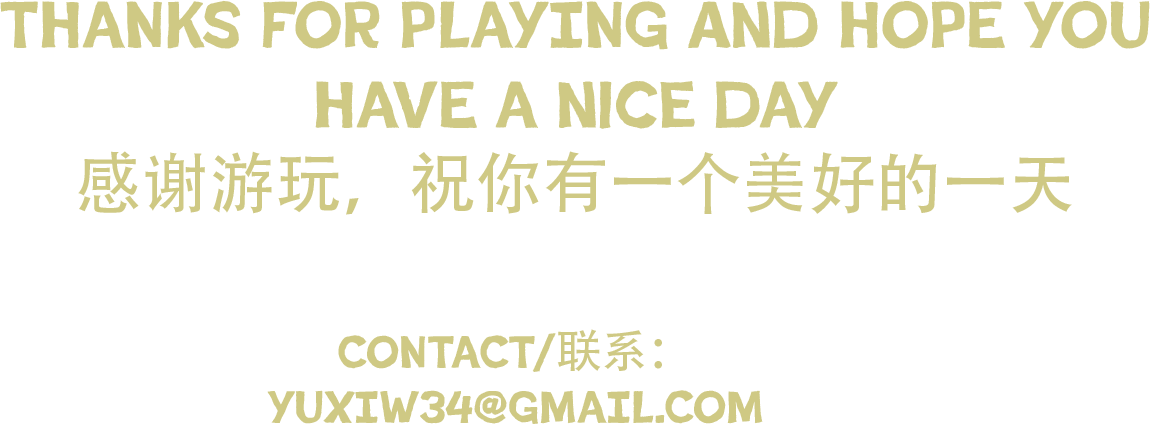 THANKS FOR PLAYING AND HOPE YOU
HAVE A NICE DAY
感谢游玩，祝你有一个美好的一天
CONTACT/联系：
YUXIW34@GMAIL.COM